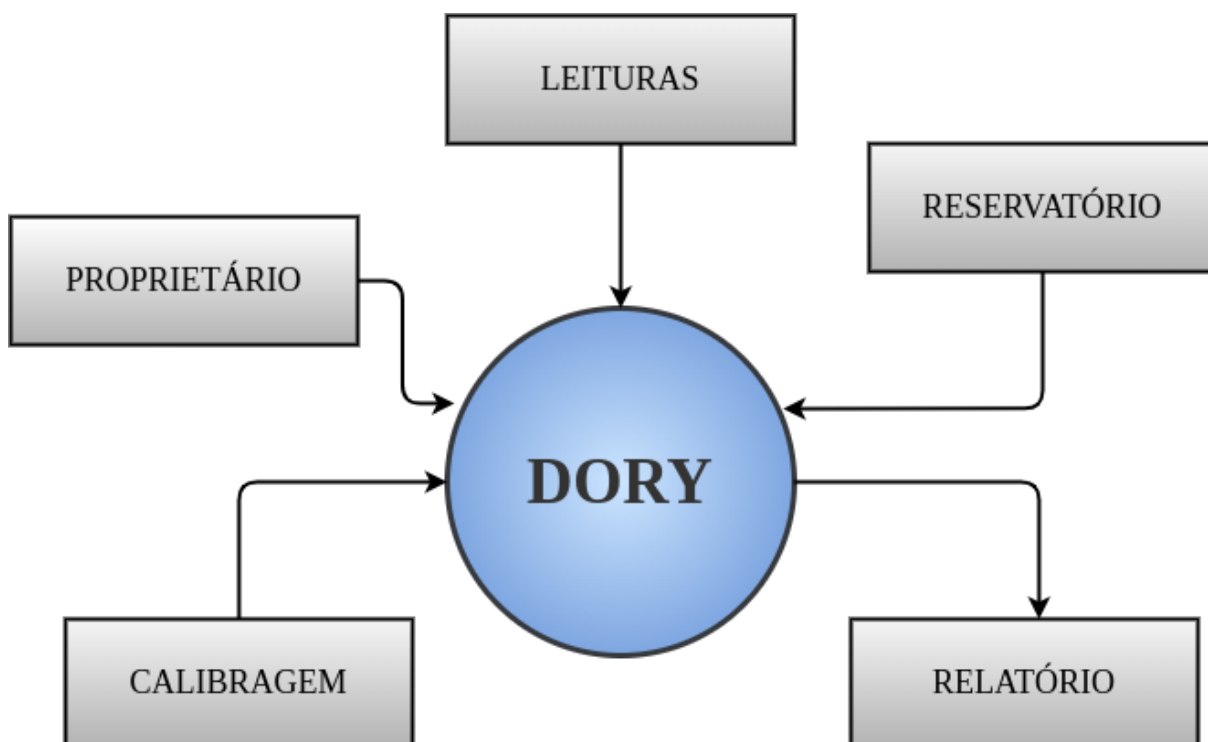 LEITURAS
RESERVATÓRIO
PROPRIETÁRIO
DORY
CALIBRAGEM
RELATÓRIO